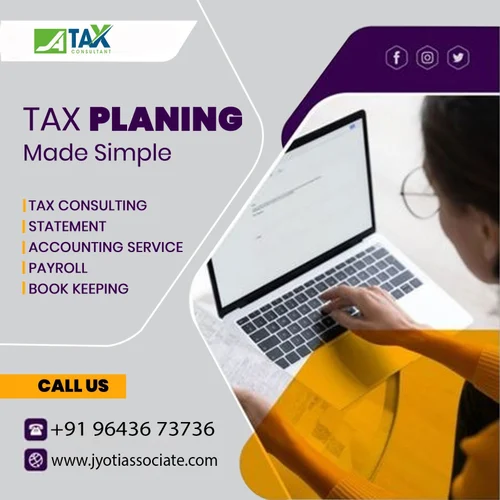 ATAX
CONSULTANT
TAX PLANING
Made Simple
TAX CONSULTING
STATEMENT
ACCOUNTING SERVICE
PAYROLL
BOOK KEEPING
CALL US
+91 96436 73736
www.jyotiassociate.com